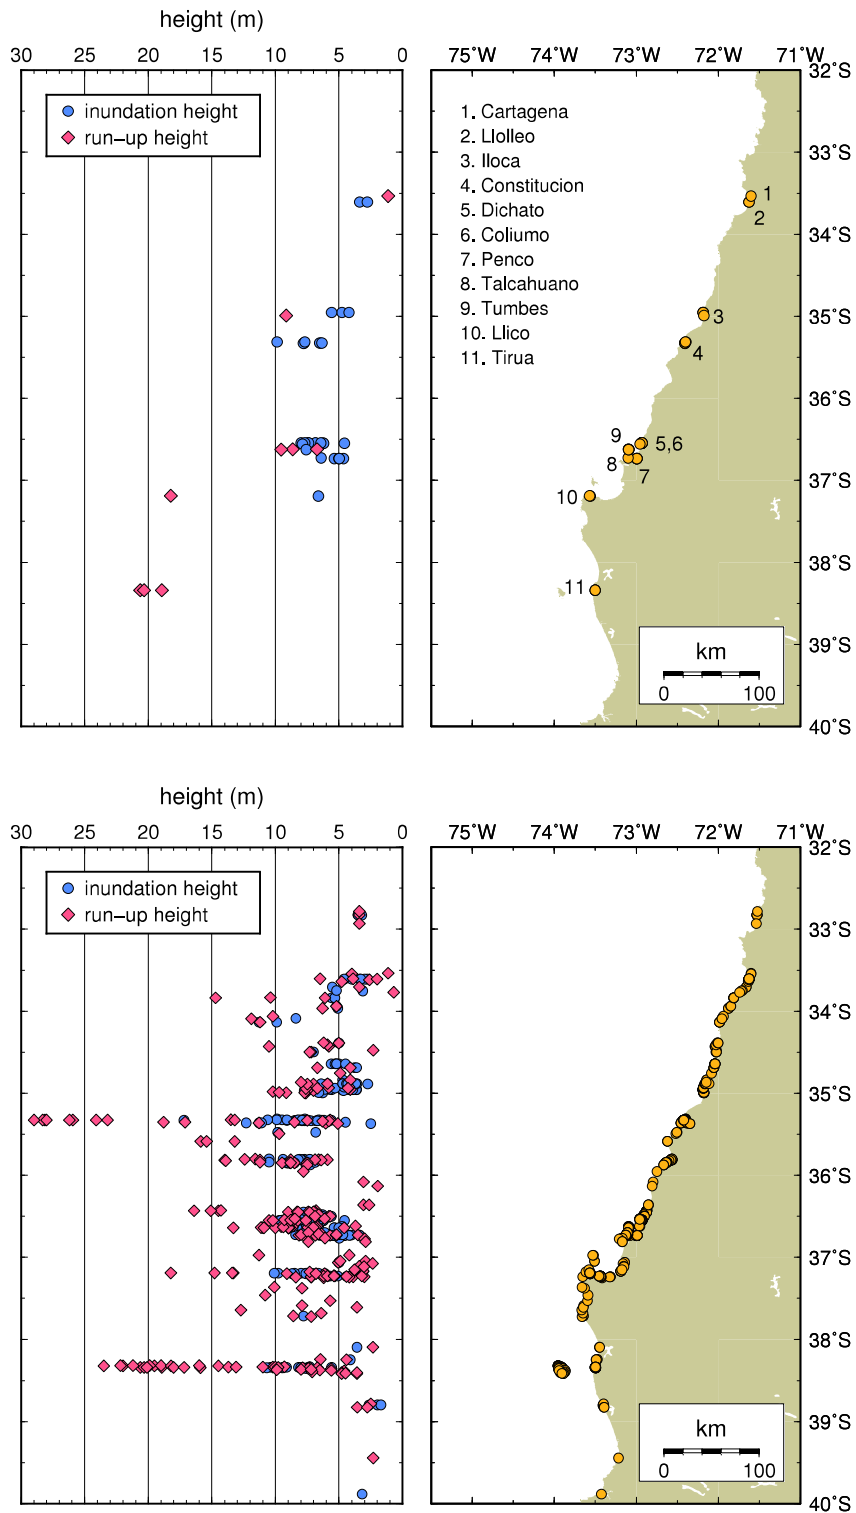 height (m)
30 25 20 15 10 5 0
inundation height
run−up height
75˚W 74˚W 73˚W 72˚W 71˚W
32˚S
33˚S
34˚S
35˚S
36˚S
37˚S
38˚S
39˚S
40˚S
1. Cartagena
2. Llolleo
3. Iloca
4. Constitucion
5. Dichato
6. Coliumo
7. Penco
8. Talcahuano
9. Tumbes
10. Llico
11. Tirua
1
2
3
4
9
5,6
8
7
10
11
km
0 100
height (m)
30 25 20 15 10 5 0
inundation height
run−up height
75˚W 74˚W 73˚W 72˚W 71˚W
32˚S
33˚S
34˚S
35˚S
36˚S
37˚S
38˚S
39˚S
40˚S
km
0 100